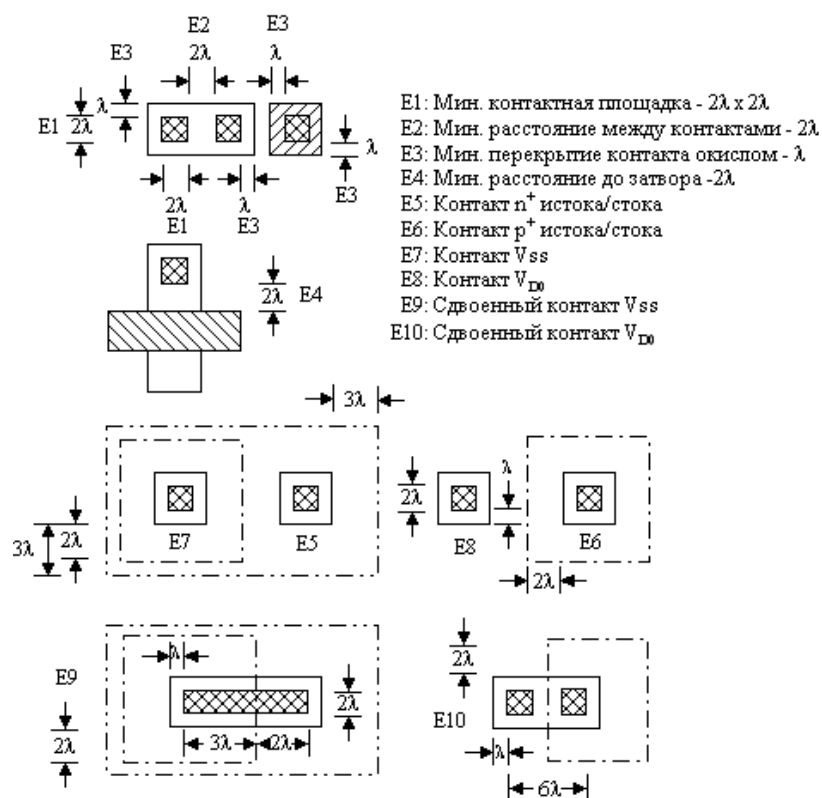 E2
E3
E3
2λ
λ
λ
E1
2λ
λ
2λ
E1
λ
E3
E3
E1: Мин. контактная площадка - 2λ x 2λ
E2: Мин. расстояние между контактами - 2λ
E3: Мин. перекрытие контакта окислом - λ
E4: Мин. расстояние до затвора -2λ
E5: Контакт n⁺ истока/стока
E6: Контакт p⁺ истока/стока
E7: Контакт Vss
E8: Контакт V_D0
E9: Сдвоенный контакт Vss
E10: Сдвоенный контакт V_D0
2λ
E4
3λ
3λ
2λ
E7
E5
2λ
λ
E8
E6
2λ
E9
2λ
λ
3λ
2λ
2λ
2λ
E10
λ
6λ